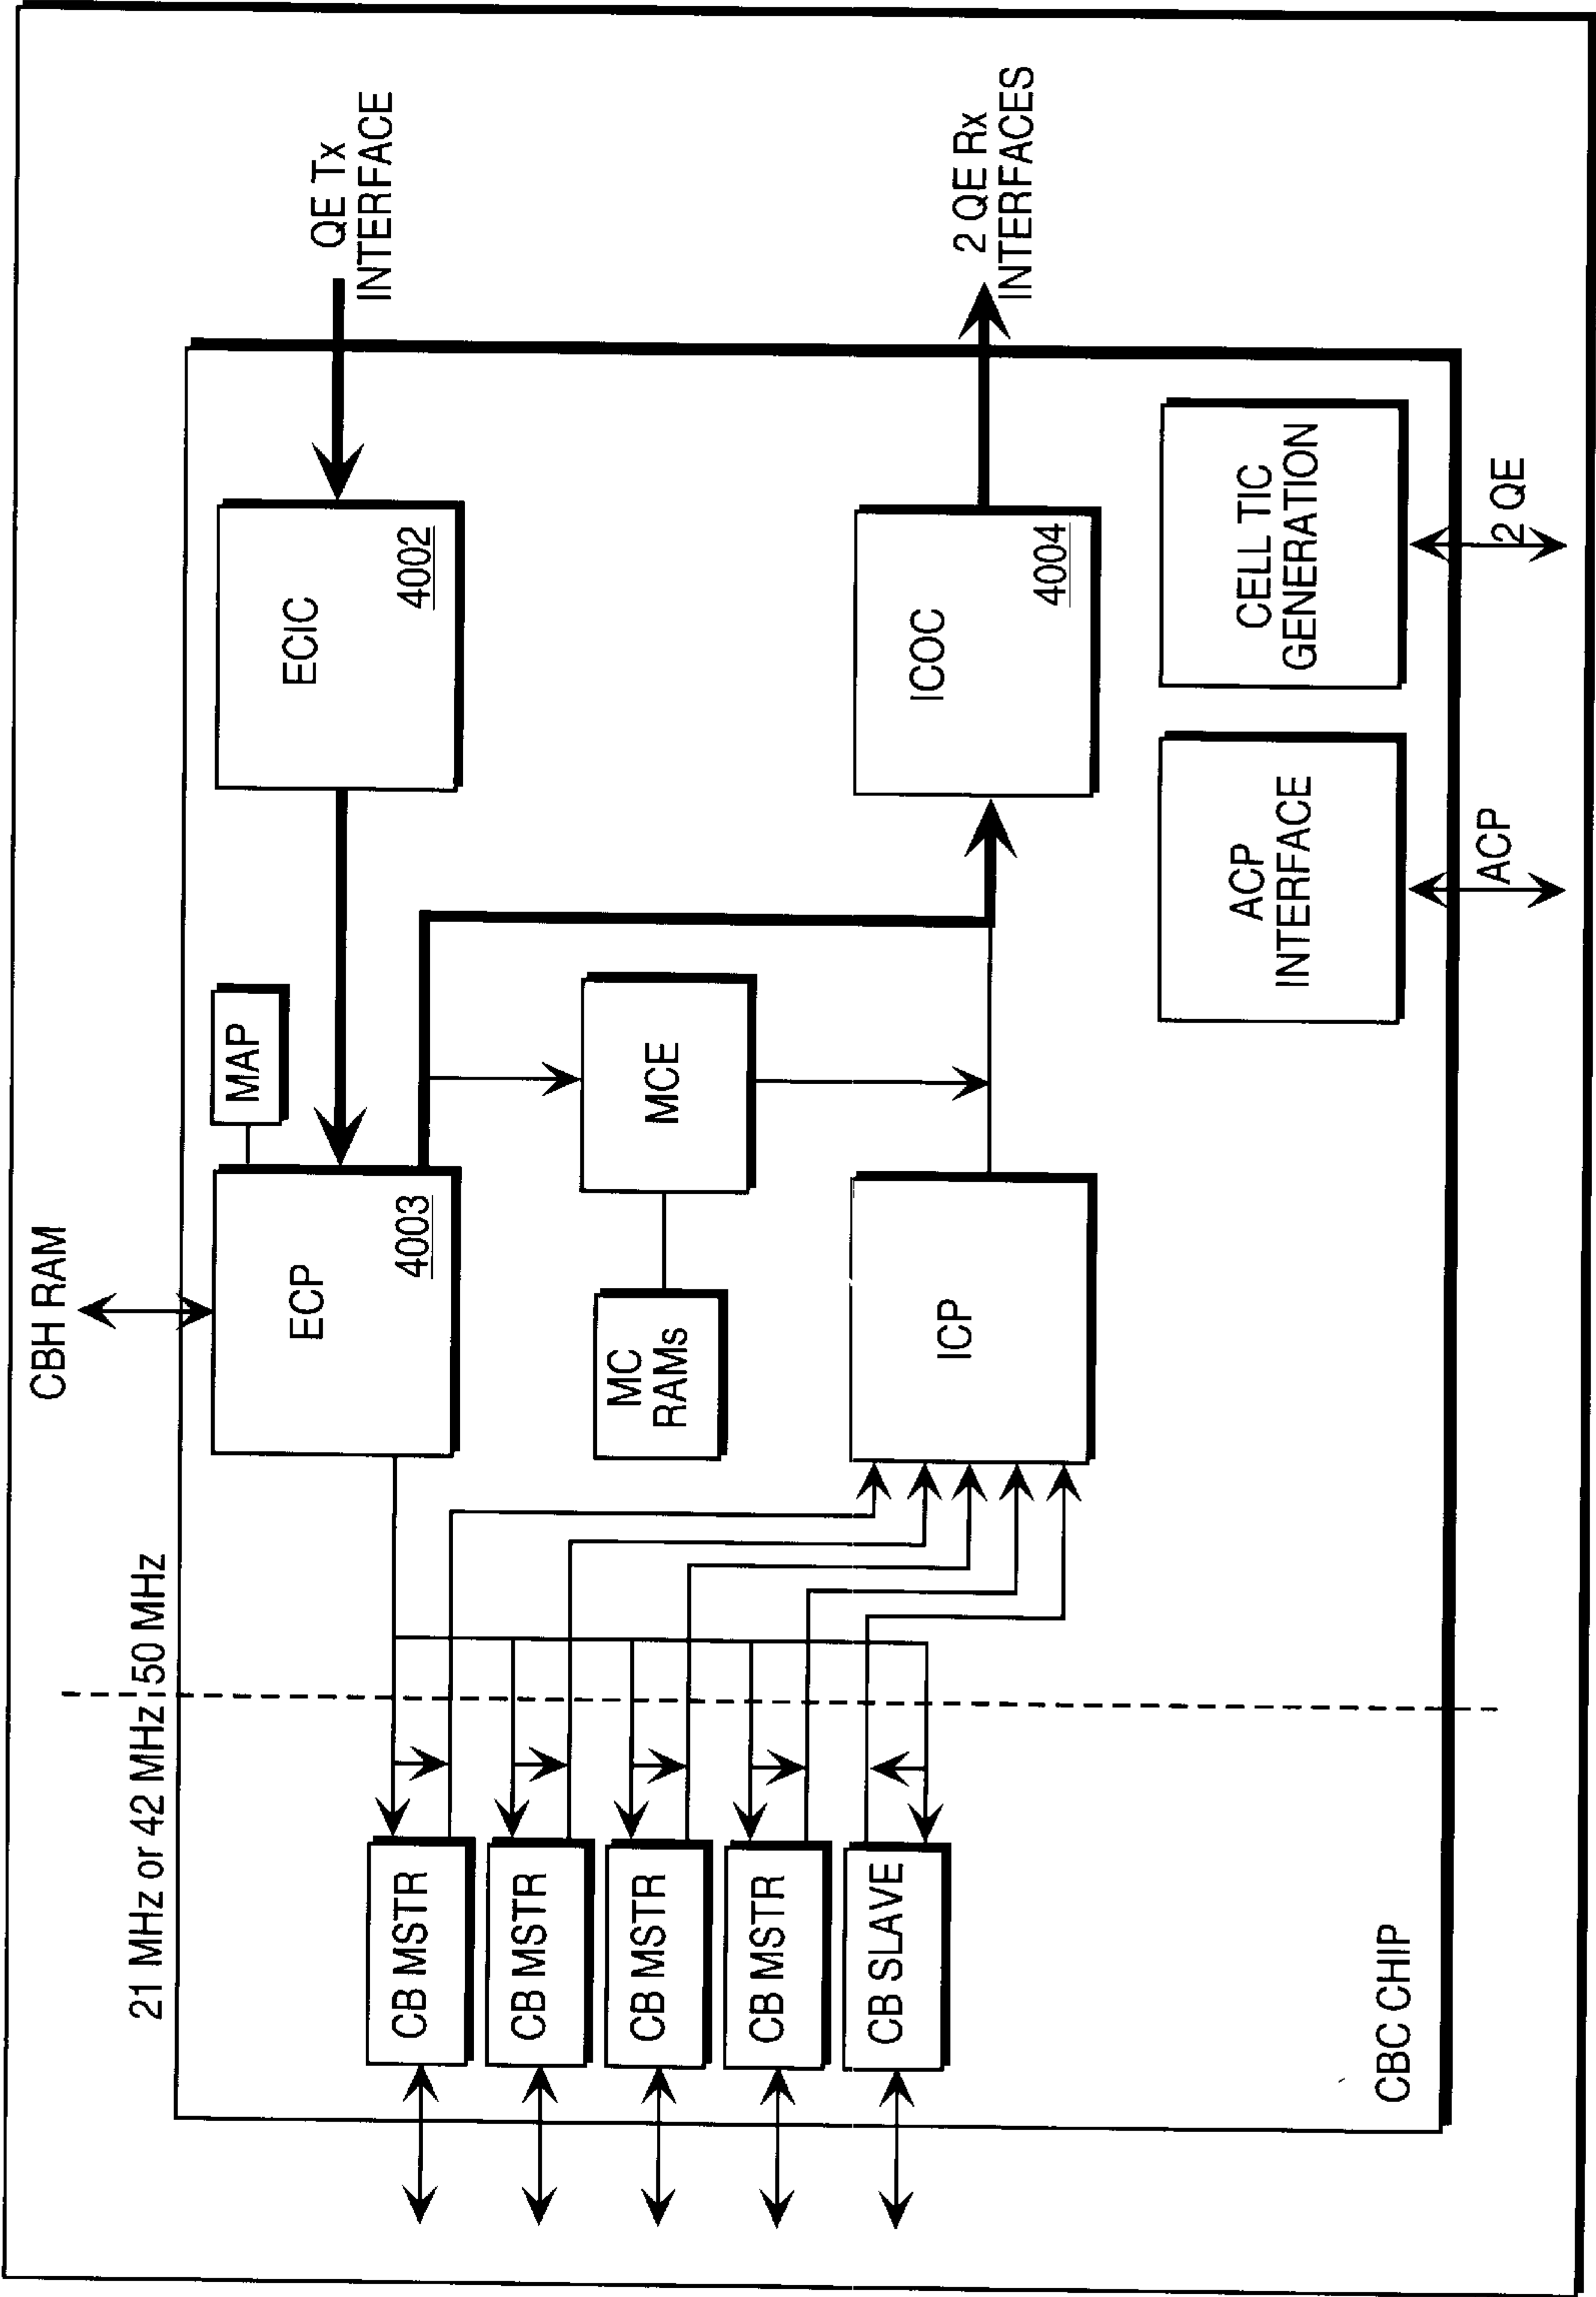 CBH RAM
21 MHz or 42 MHz
50 MHz
QE Tx
INTERFACE
MAP
ECP
4003
ECIC
4002
CB MSTR
CB MSTR
CB MSTR
CB MSTR
CB SLAVE
MC
RAMs
MCE
ICP
ICOC
4004
2 QE Rx
INTERFACES
ACP
INTERFACE
CELL TIC
GENERATION
CBC CHIP
ACP
2 QE